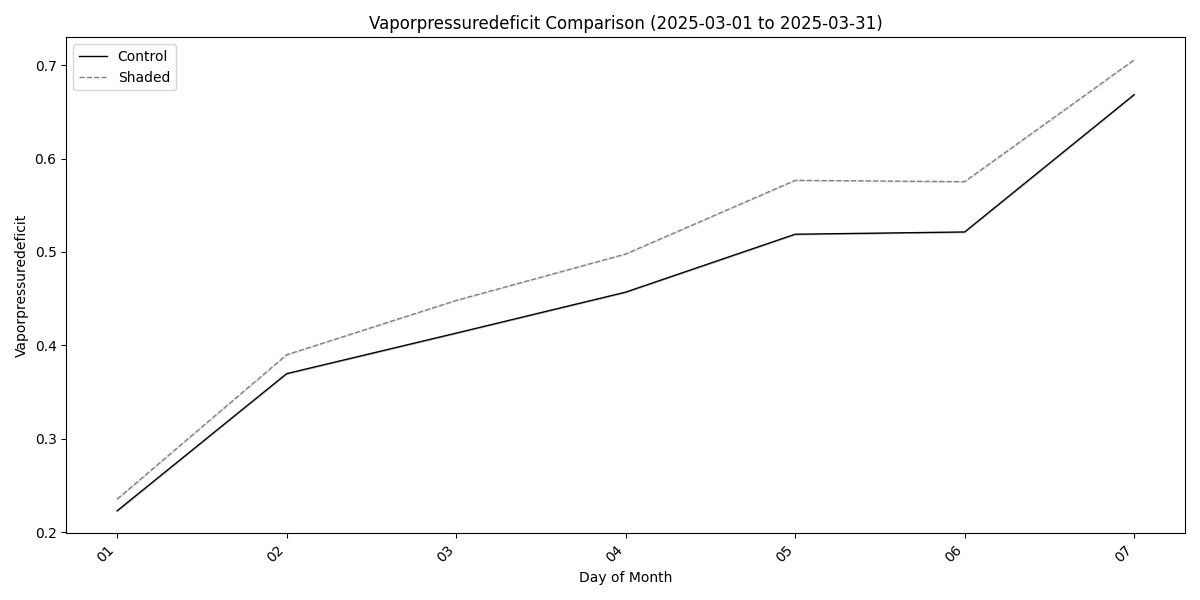 Vaporpressuredeficit Comparison (2025-03-01 to 2025-03-31)
Control
Shaded
Vaporpressuredeficit
0.7
0.6
0.5
0.4
0.3
0.2
01
02
03
04
05
06
07
Day of Month